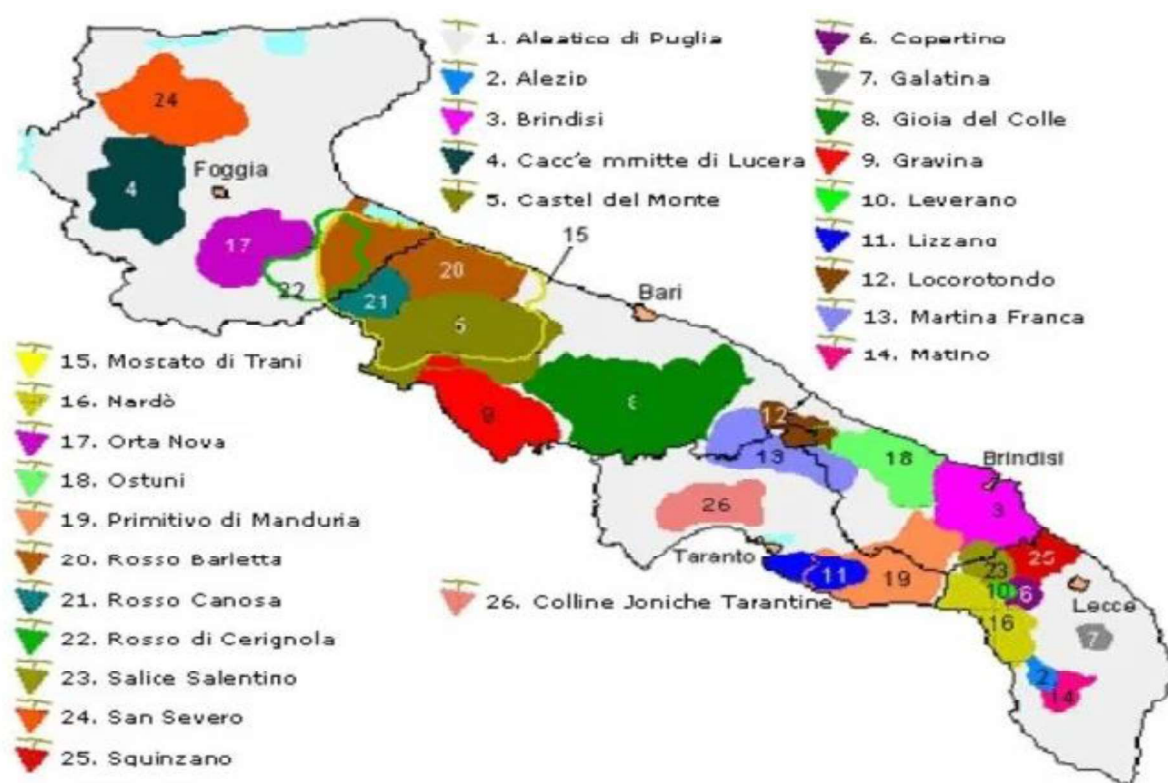 1. Aleatico di Puglia
2. Alezio
3. Brindisi
4. Cacc'e mmitte di Lucera
5. Castel del Monte
6. Copertino
7. Galatina
8. Gioia del Colle
9. Gravina
10. Leverano
11. Lizzano
12. Locorotondo
13. Martina Franca
14. Matino
15. Moscato di Trani
16. Nardò
17. Orta Nova
18. Ostuni
19. Primitivo di Manduria
20. Rosso Barletta
21. Rosso Canosa
22. Rosso di Cerignola
23. Salice Salentino
24. San Severo
25. Squinzano
26. Colline Joniche Tarantine
24
Foggia
4
17
22
15
20
21
5
Bari
9
8
12
13
18
Brindisi
3
26
Taranto
11
19
25
23
10
6
Lecce
16
7
2
14